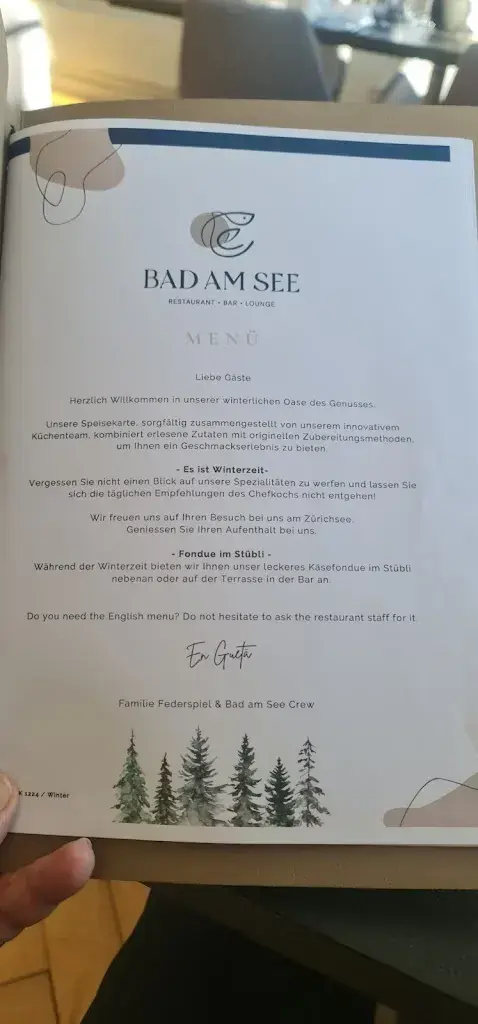 BAD AM SEE
RESTAURANT • BAR • LOUNGE
MENÜ
Liebe Gäste
Herzlich Willkommen in unserer winterlichen Oase des Genusses.
Unsere Speisekarte, sorgfältig zusammengestellt von unserem innovativem
Küchenteam, kombiniert erlesene Zutaten mit originellen Zubereitungsmethoden,
um Ihnen ein Geschmackserlebnis zu bieten.
- Es ist Winterzeit-
Vergessen Sie nicht einen Blick auf unsere Spezialitäten zu werfen und lassen Sie
sich die täglichen Empfehlungen des Chefkochs nicht entgehen!
Wir freuen uns auf Ihren Besuch bei uns am Zürichsee.
Geniessen Sie Ihren Aufenthalt bei uns.
- Fondue im Stübli -
Während der Winterzeit bieten wir Ihnen unser leckeres Käsefondue im Stübli
nebenan oder auf der Terrasse in der Bar an.
Do you need the English menu? Do not hesitate to ask the restaurant staff for it.
En Guetä
Familie Federspiel & Bad am See Crew
K 1224 / Winter